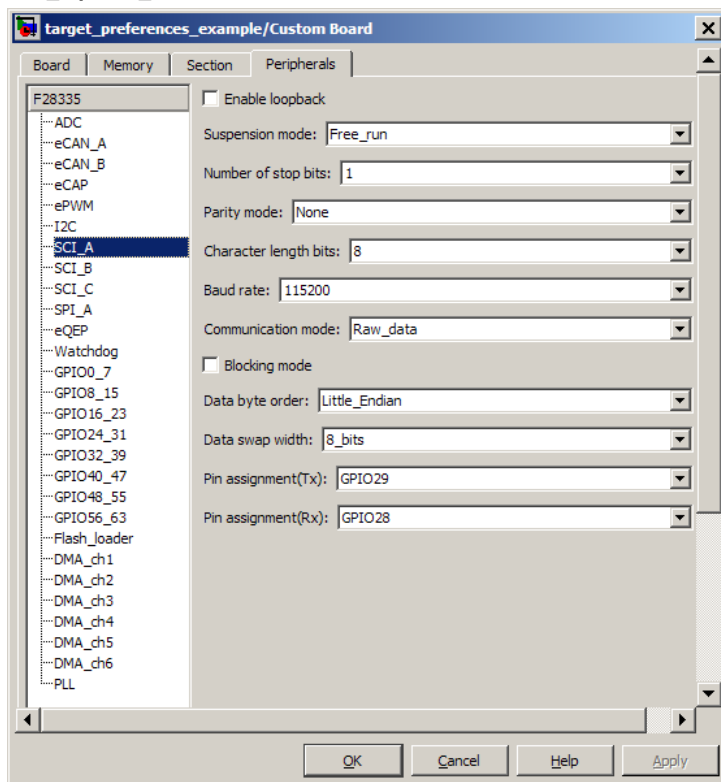 target_preferences_example/Custom Board
Board Memory Section Peripherals
F28335
ADC
eCAN_A
eCAN_B
eCAP
ePWM
I2C
SCI_A
SCI_B
SCI_C
SPI_A
eQEP
Watchdog
GPIO0_7
GPIO8_15
GPIO16_23
GPIO24_31
GPIO32_39
GPIO40_47
GPIO48_55
GPIO56_63
Flash_loader
DMA_ch1
DMA_ch2
DMA_ch3
DMA_ch4
DMA_ch5
DMA_ch6
PLL
Enable loopback
Suspension mode: Free_run
Number of stop bits: 1
Parity mode: None
Character length bits: 8
Baud rate: 115200
Communication mode: Raw_data
Blocking mode
Data byte order: Little_Endian
Data swap width: 8_bits
Pin assignment(Tx): GPIO29
Pin assignment(Rx): GPIO28
OK Cancel Help Apply